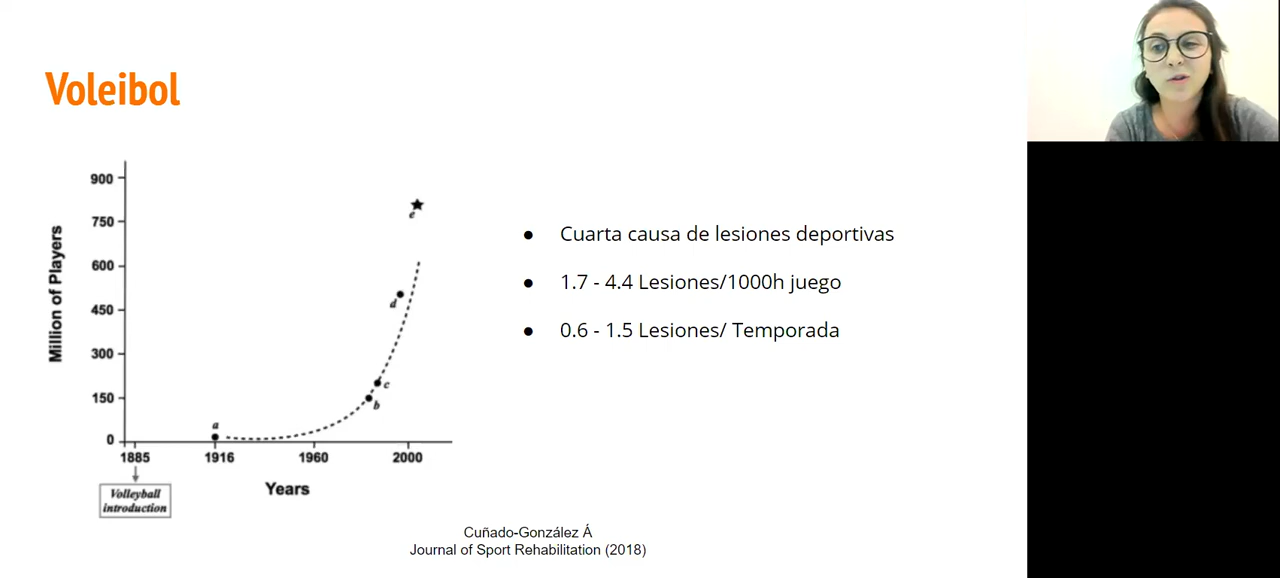 Voleibol
900
750
600
450
300
150
0
Million of Players
a
b
c
d
e
1885
1916
1960
2000
Years
Volleyball
introduction
● Cuarta causa de lesiones deportivas
● 1.7 - 4.4 Lesiones/1000h juego
● 0.6 - 1.5 Lesiones/ Temporada
Cuñado-González Á
Journal of Sport Rehabilitation (2018)